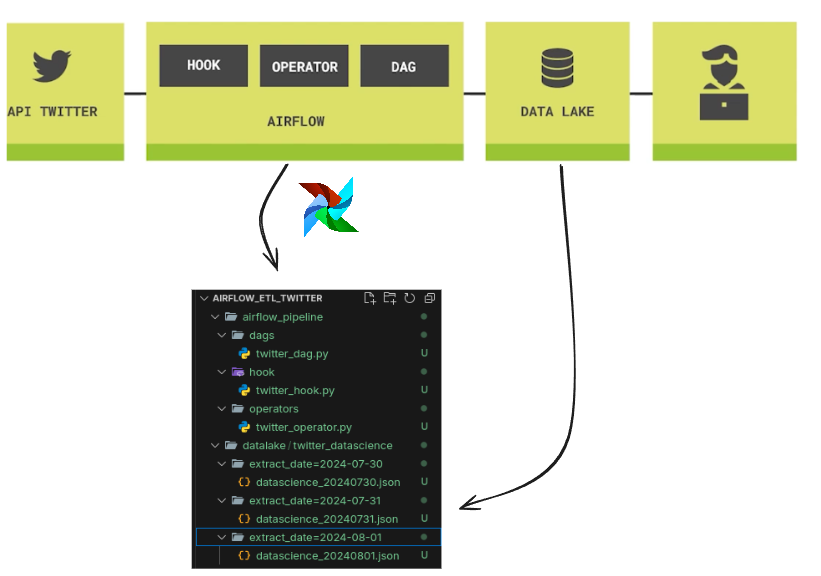 HOOK
OPERATOR
DAG
API TWITTER
AIRFLOW
DATA LAKE
AIRFLOW_ETL_TWITTER
airflow_pipeline
dags
twitter_dag.py U
hook
twitter_hook.py U
operators
twitter_operator.py U
datalake / twitter_datascience
extract_date=2024-07-30
{} datascience_20240730.json U
extract_date=2024-07-31
{} datascience_20240731.json U
extract_date=2024-08-01
{} datascience_20240801.json U